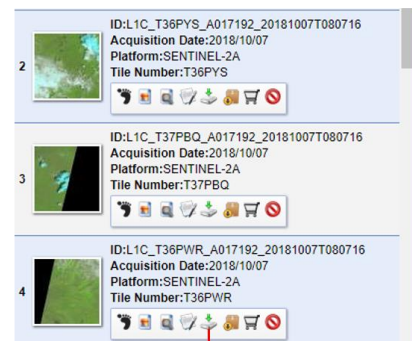 ID:L1C_T36PYS_A017192_20181007T080716
Acquisition Date:2018/10/07
2
Platform:SENTINEL-2A
Tile Number:T36PYS
ID:L1C_T37PBQ_A017192_20181007T080716
Acquisition Date:2018/10/07
3
Platform:SENTINEL-2A
Tile Number:T37PBQ
ID:L1C_T36PWR_A017192_20181007T080716
Acquisition Date:2018/10/07
4
Platform:SENTINEL-2A
Tile Number:T36PWR